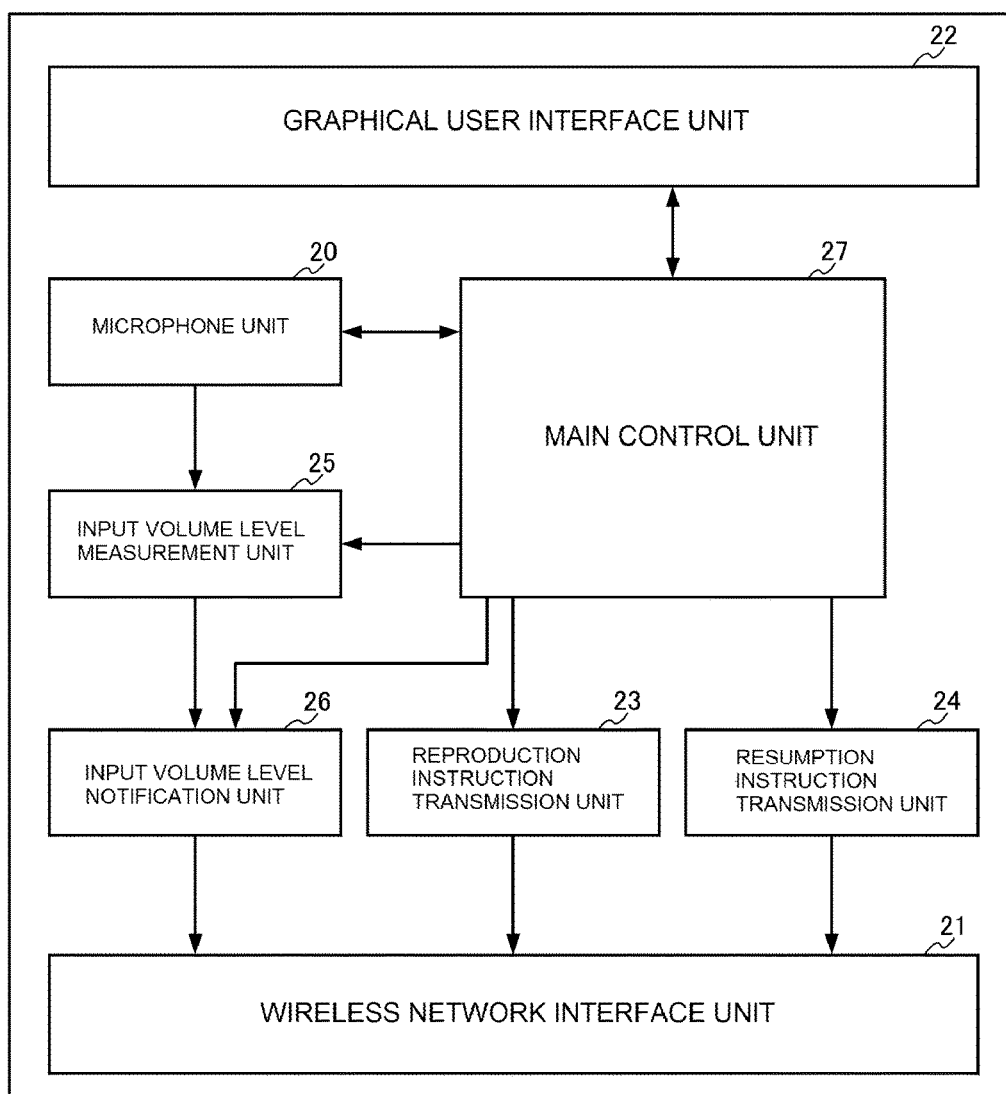 22
GRAPHICAL USER INTERFACE UNIT
20
27
MICROPHONE UNIT
MAIN CONTROL UNIT
25
INPUT VOLUME LEVEL
MEASUREMENT UNIT
26
23
24
INPUT VOLUME LEVEL
NOTIFICATION UNIT
REPRODUCTION
INSTRUCTION
TRANSMISSION UNIT
RESUMPTION
INSTRUCTION
TRANSMISSION UNIT
21
WIRELESS NETWORK INTERFACE UNIT